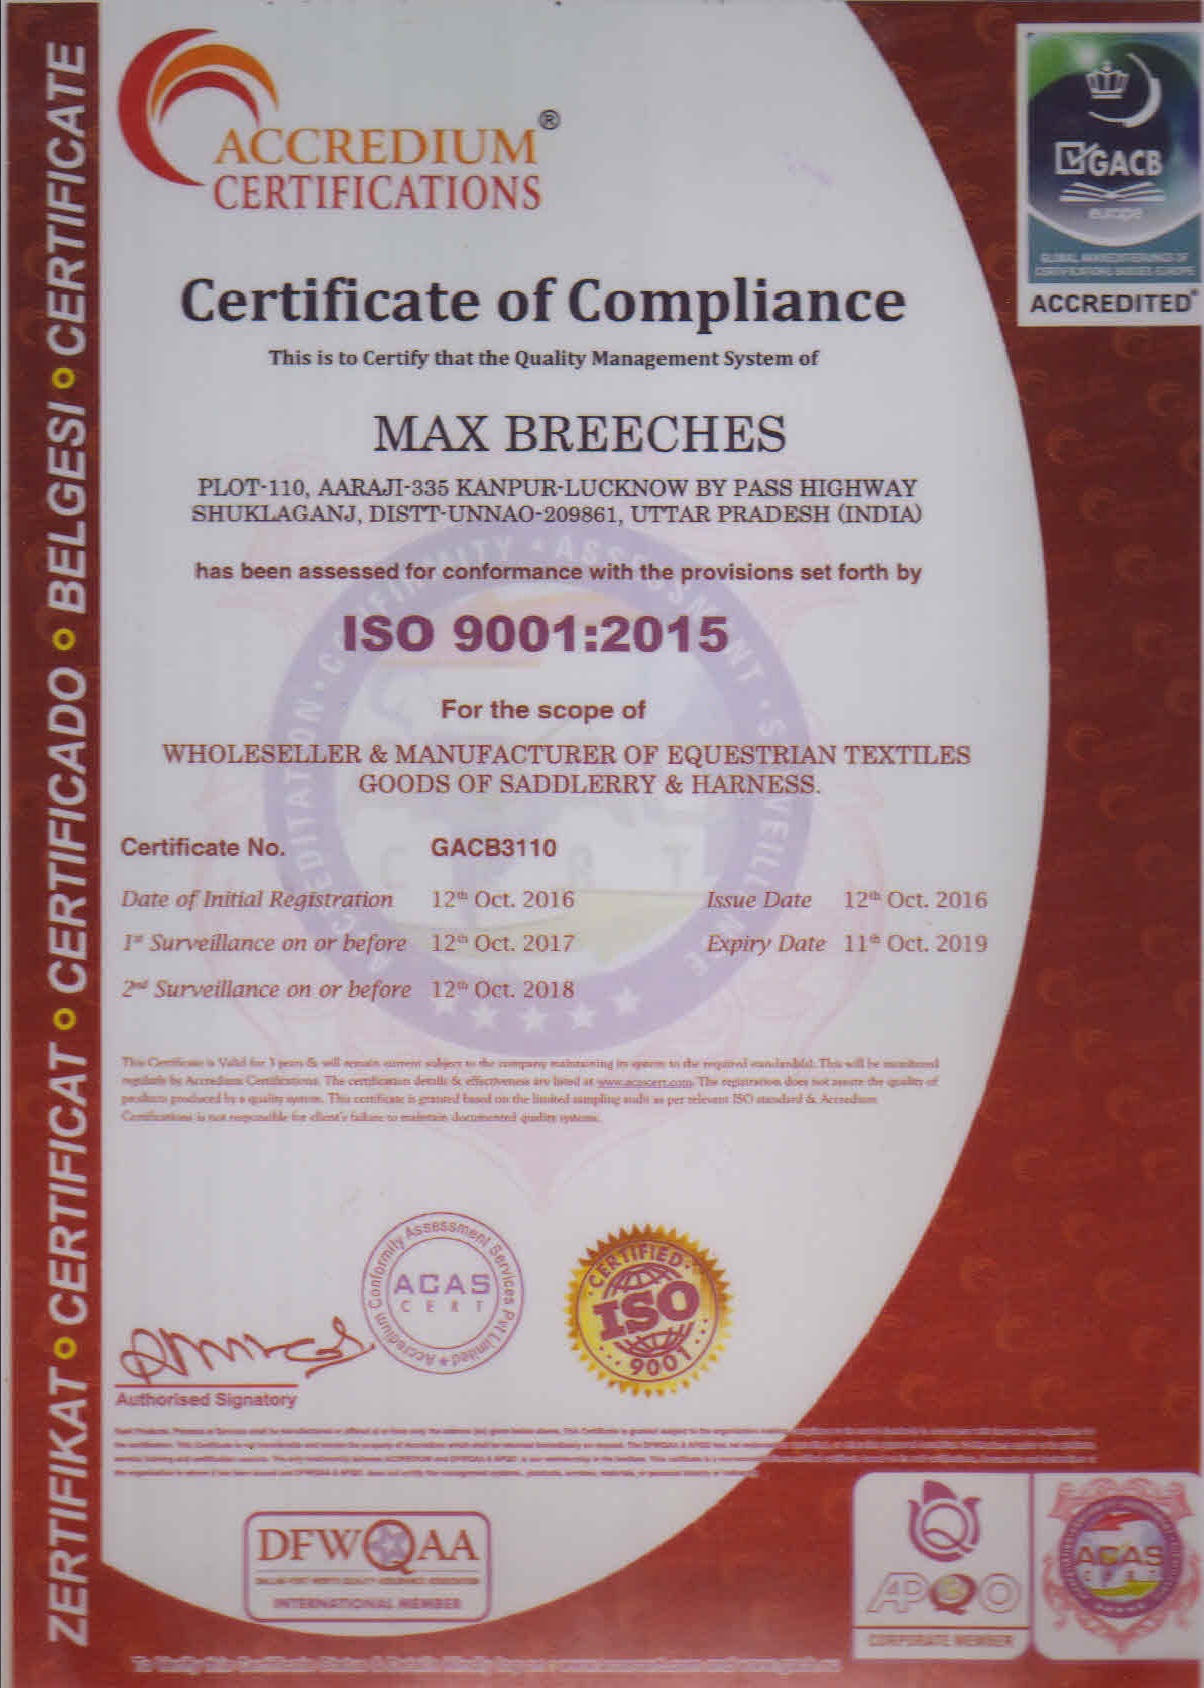 ZERTIFIKAT • CERTIFICAT • CERTIFICADO • BELGESI • CERTIFICATE
ACCREDIUM®
CERTIFICATIONS
GACB
europe
ACCREDITED
Certificate of Compliance
This is to Certify that the Quality Management System of
MAX BREECHES
PLOT-110, AARAJI-335 KANPUR-LUCKNOW BY PASS HIGHWAY
SHUKLAGANJ, DISTT-UNNAO-209861, UTTAR PRADESH (INDIA)
has been assessed for conformance with the provisions set forth by
ISO 9001:2015
For the scope of
WHOLESELLER & MANUFACTURER OF EQUESTRIAN TEXTILES
GOODS OF SADDLERRY & HARNESS.
Certificate No. GACB3110
Date of Initial Registration 12th Oct. 2016 Issue Date 12th Oct. 2016
1st Surveillance on or before 12th Oct. 2017 Expiry Date 11th Oct. 2019
2nd Surveillance on or before 12th Oct. 2018
This Certificate is Valid for 3 years & will remain current subject to the company maintaining its system to the required standard(s). This will be monitored
regularly by Accredium Certifications. The certification details & effectiveness are listed at www.acascert.com. The registration does not assure the quality of
products produced by a quality system. This certificate is granted based on the limited sampling audit as per relevant ISO standard & Accredium
Certifications is not responsible for client's failure to maintain documented quality systems.
Accredium Conformity Assessment Services Pvt Limited
ACAS
CERT
CERTIFIED
ISO
9001
Authorised Signatory
DFWQAA
INTERNATIONAL MEMBER
APQO
CORPORATE MEMBER
ACAS
CERT